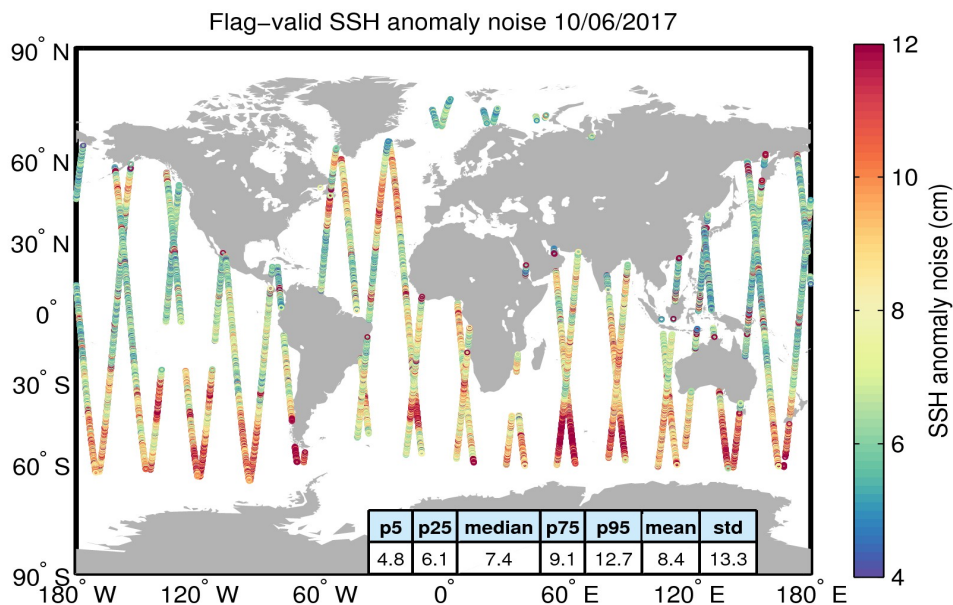 Flag−valid SSH anomaly noise 10/06/2017
90° N
60° N
30° N
0°
30° S
60° S
90° S
180° W
120° W
60° W
0°
60° E
120° E
180° E
p5 p25 median p75 p95 mean std
4.8 6.1 7.4 9.1 12.7 8.4 13.3
12
10
8
6
4
SSH anomaly noise (cm)